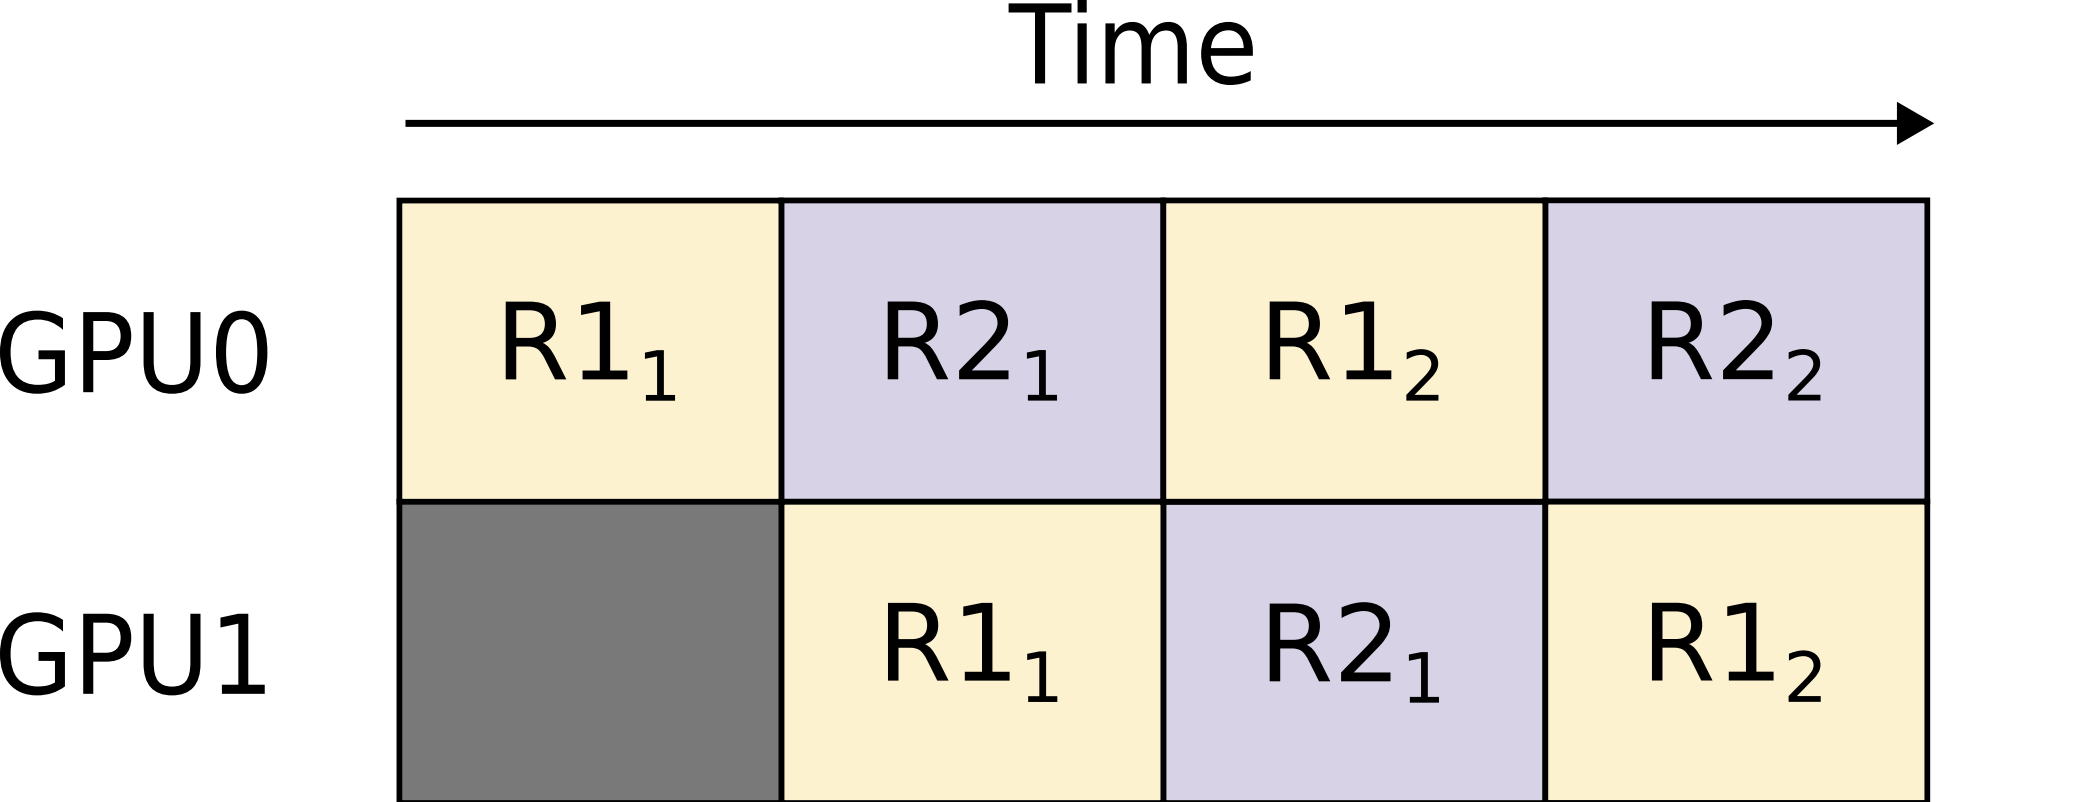 Time
GPU0 R1₁ R2₁ R1₂ R2₂
GPU1 R1₁ R2₁ R1₂